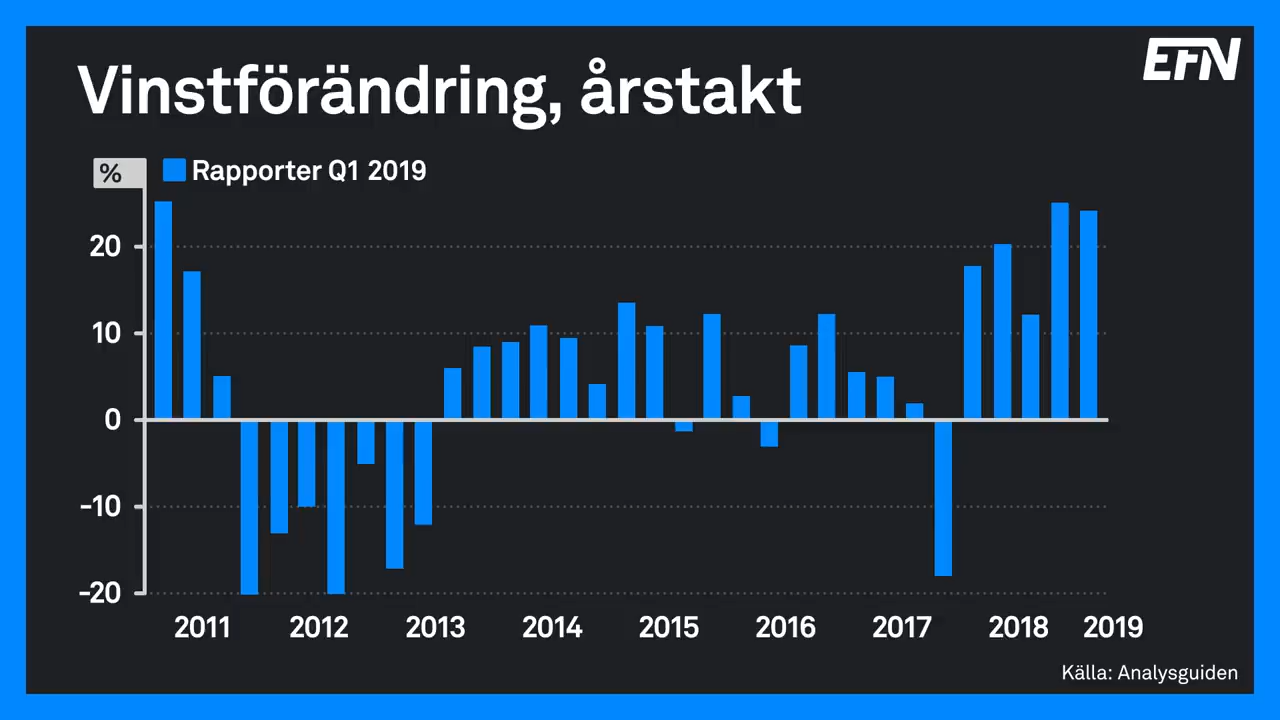 EFN
Vinstförändring, årstakt
% Rapporter Q1 2019
20
10
0
-10
-20
2011 2012 2013 2014 2015 2016 2017 2018 2019
Källa: Analysguiden